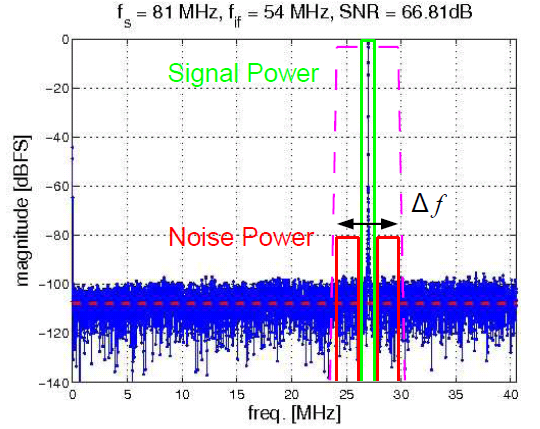 fs = 81 MHz, fif = 54 MHz, SNR = 66.81dB
0
Signal Power
-20
-40
-60
Δf
-80
Noise Power
-100
-120
-140
magnitude [dBFS]
0 5 10 15 20 25 30 35 40
freq. [MHz]